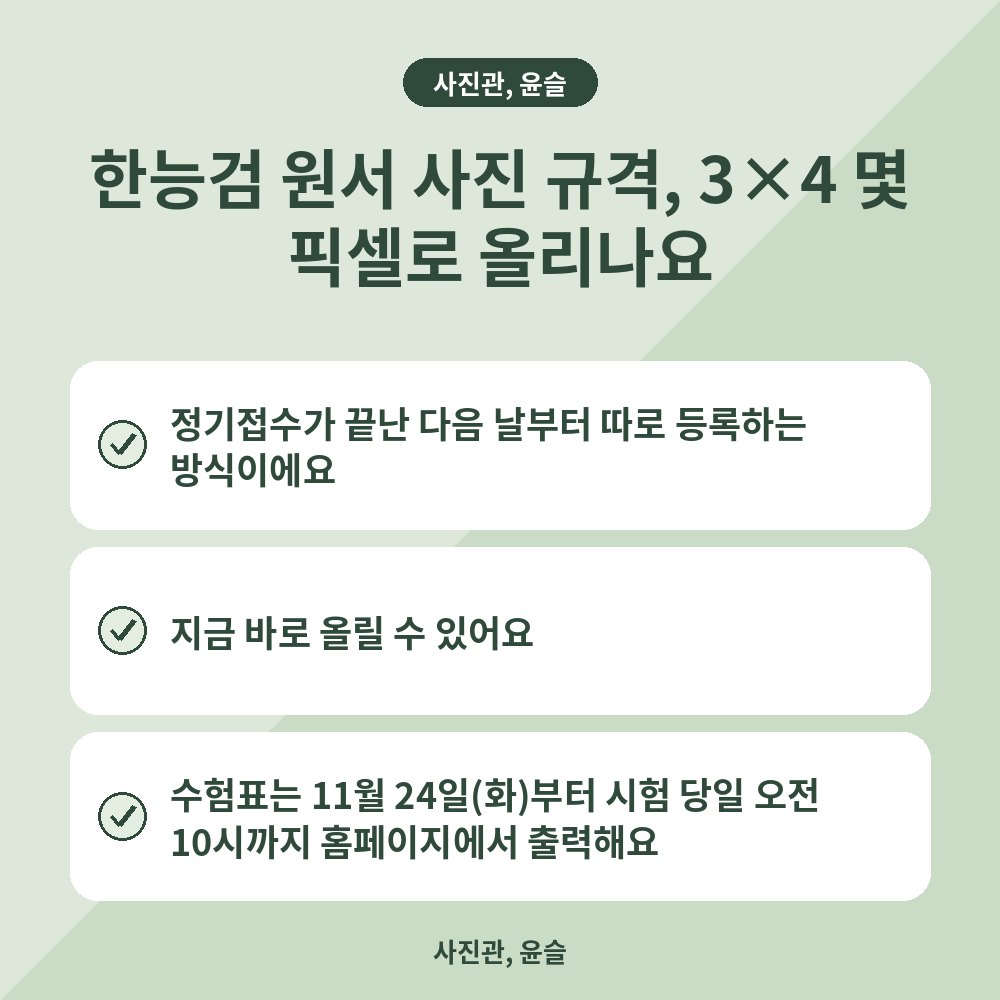 사진관, 윤슬
한능검 원서 사진 규격, 3×4 몇
픽셀로 올리나요
정기접수가 끝난 다음 날부터 따로 등록하는
방식이에요
지금 바로 올릴 수 있어요
수험표는 11월 24일(화)부터 시험 당일 오전
10시까지 홈페이지에서 출력해요
사진관, 윤슬